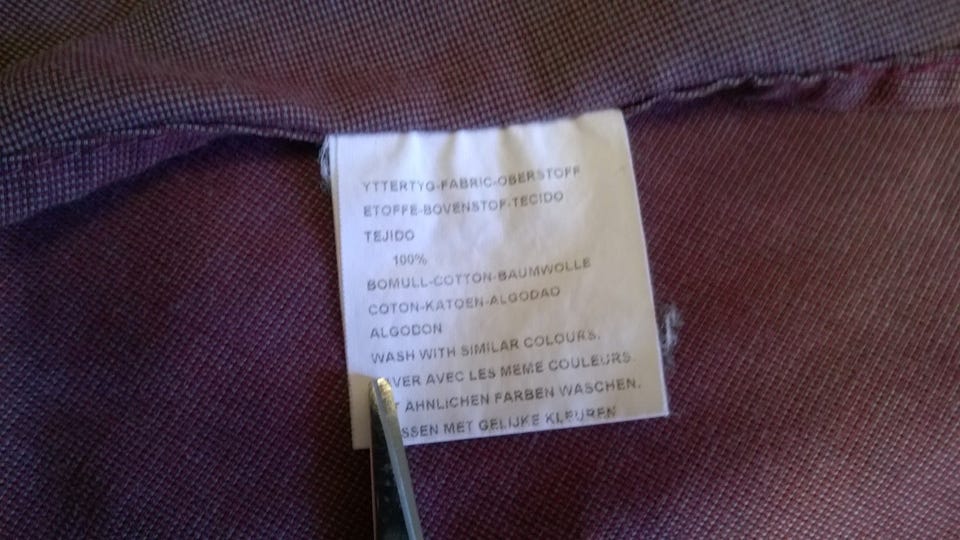 YTTERTYG-FABRIC-OBERSTOFF
ETOFFE-BOVENSTOF-TECIDO
TEJIDO
100%
BOMULL-COTTON-BAUMWOLLE
COTON-KATOEN-ALGODAO
ALGODON
WASH WITH SIMILAR COLOURS.
AVEC LES MEME COULEURS.
AHNLICHEN FARBEN WASCHEN.
MET GELIJKE KLEUREN